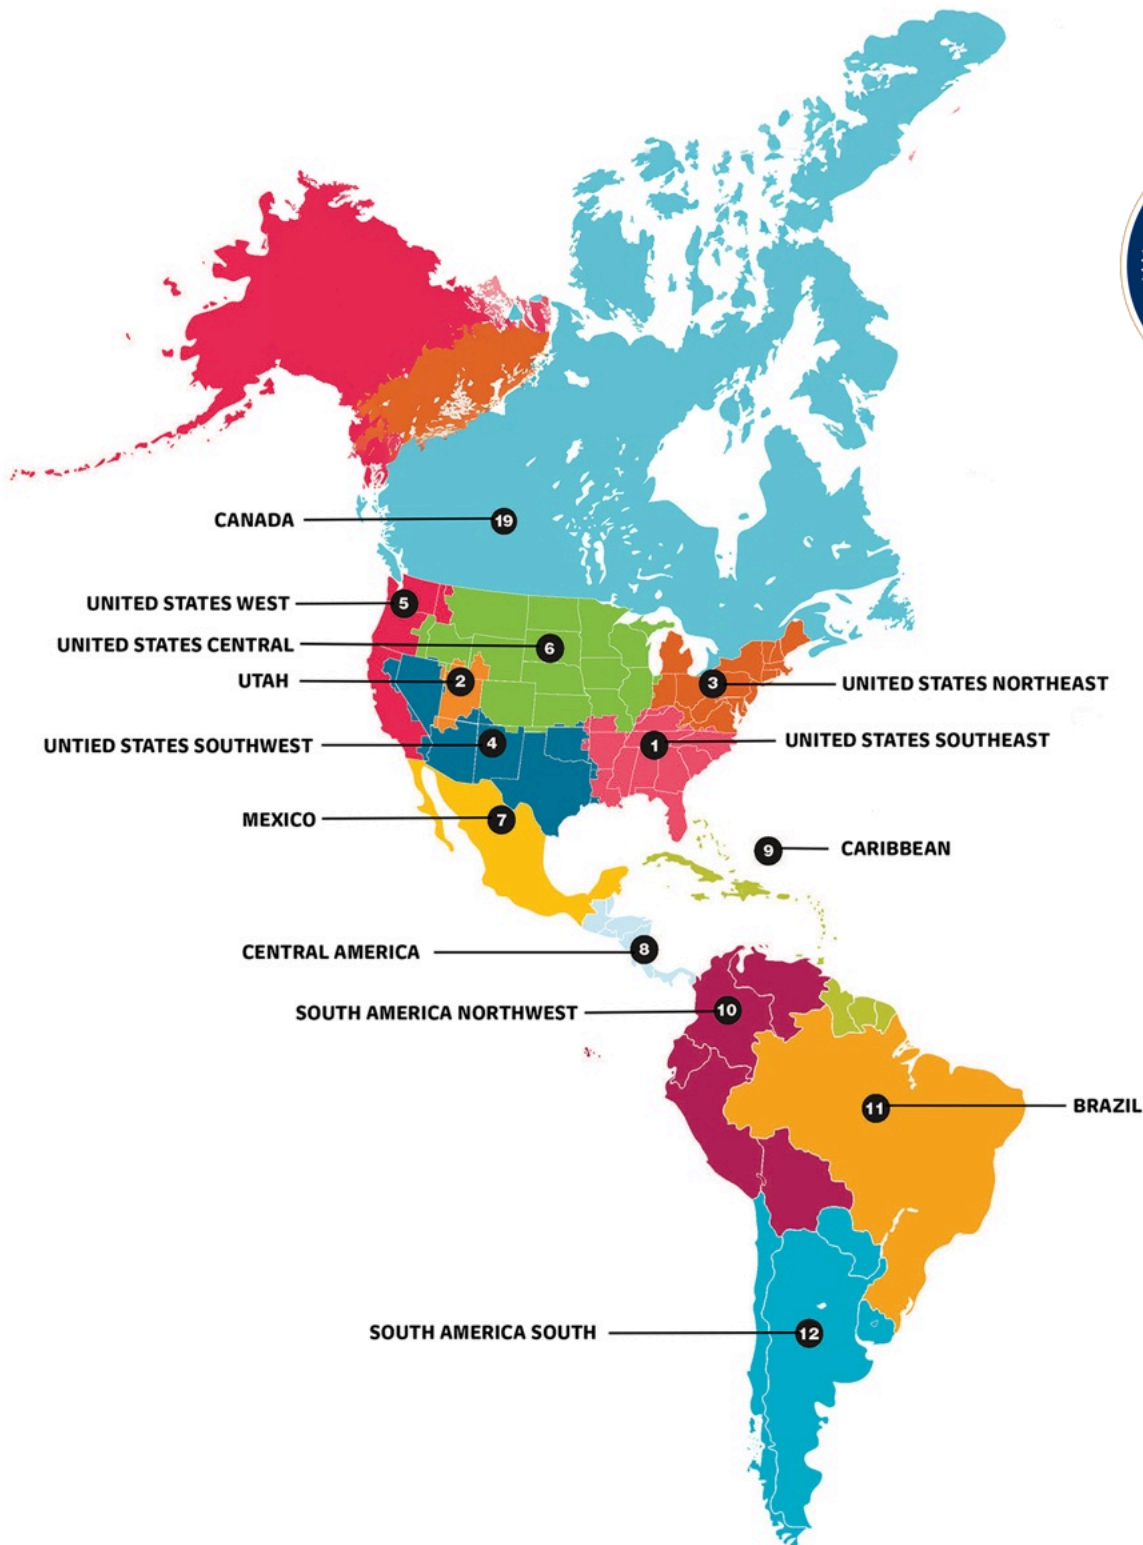 CANADA 19
UNITED STATES WEST 5
UNITED STATES CENTRAL 6
UTAH 2
3 UNITED STATES NORTHEAST
UNTIED STATES SOUTHWEST 4
1 UNITED STATES SOUTHEAST
MEXICO 7
9 CARIBBEAN
CENTRAL AMERICA 8
SOUTH AMERICA NORTHWEST 10
11 BRAZIL
SOUTH AMERICA SOUTH 12